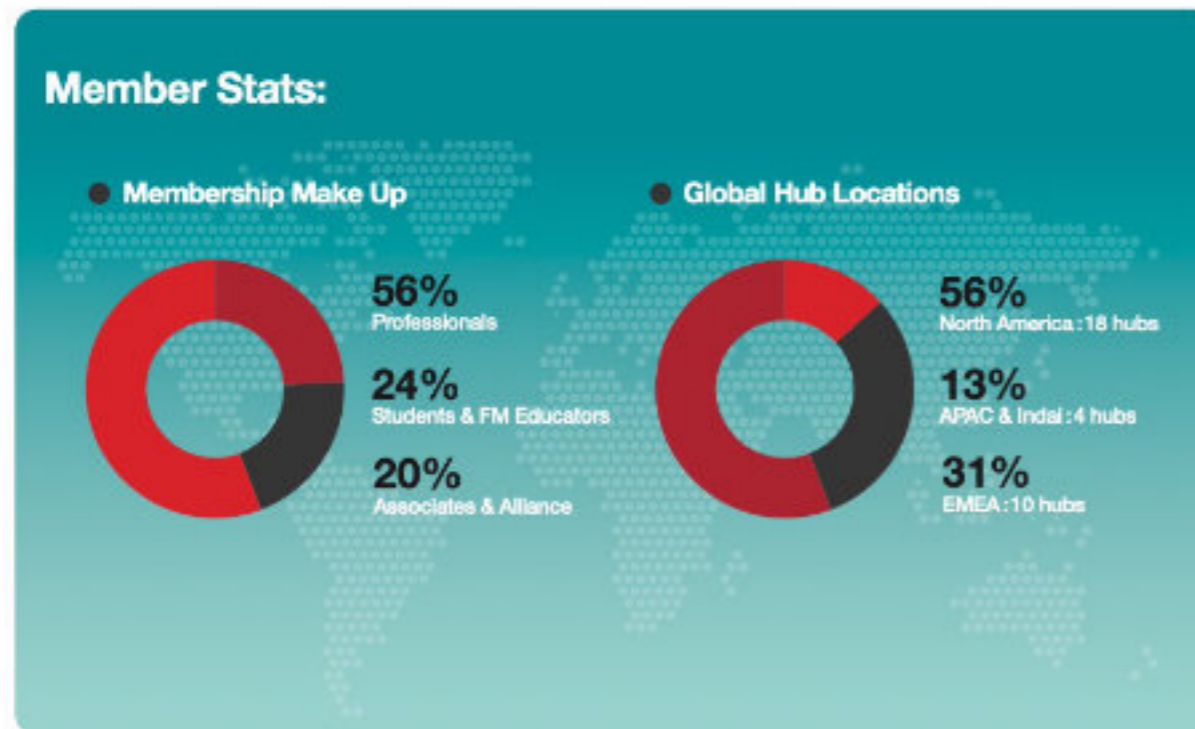 Member Stats:
Membership Make Up
56%
Professionals
24%
Students & FM Educators
20%
Associates & Alliance
Global Hub Locations
56%
North America : 18 hubs
13%
APAC & Indai : 4 hubs
31%
EMEA : 10 hubs